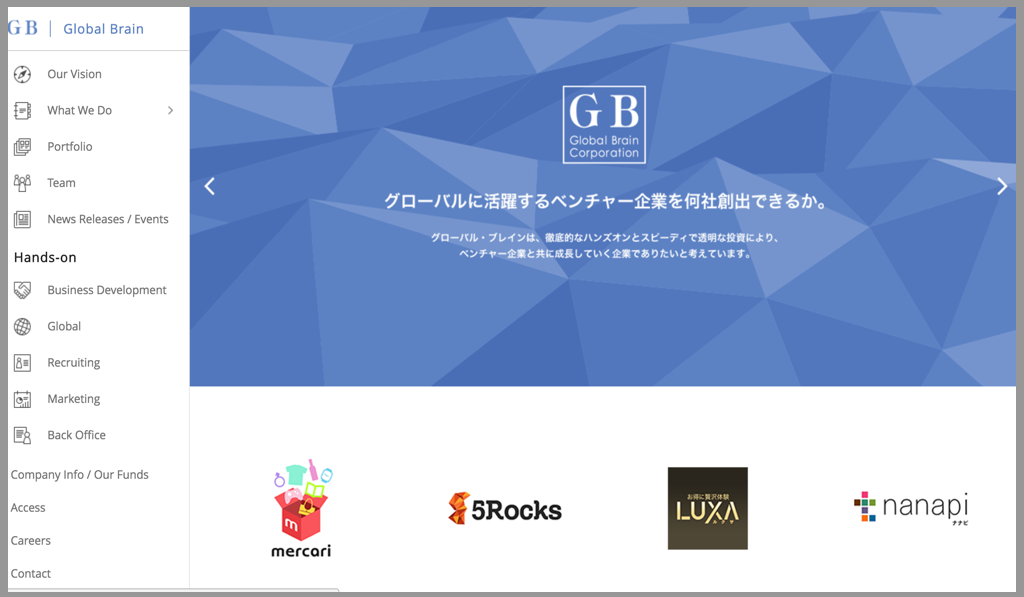 G B | Global Brain
Our Vision
What We Do
Portfolio
Team
News Releases / Events
Hands-on
Business Development
Global
Recruiting
Marketing
Back Office
Company Info / Our Funds
Access
Careers
Contact
G B
Global Brain
Corporation
グローバルに活躍するベンチャー企業を何社創出できるか。
グローバル・ブレインは、徹底的なハンズオンとスピーディで透明な投資により、
ベンチャー企業と共に成長していく企業でありたいと考えています。
m
mercari
5Rocks
お得に贅沢体験
LUXA
ルクサ
nanapi
ナナピ